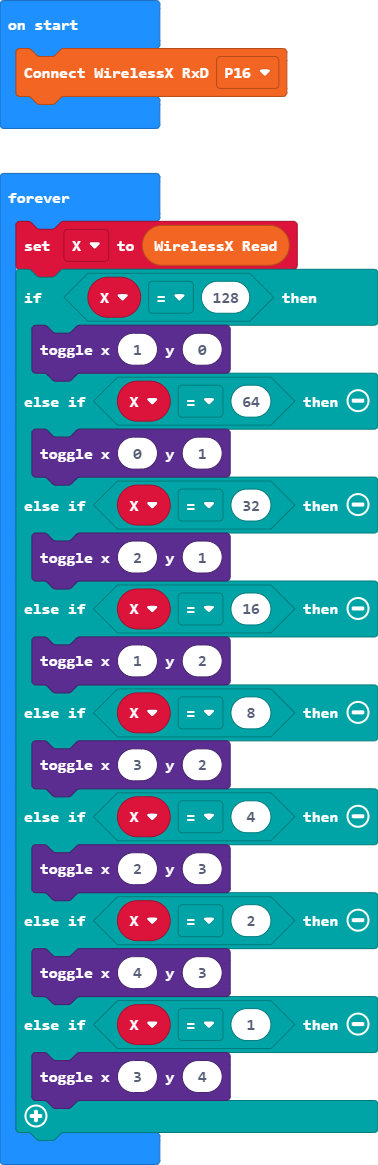 on start
Connect WirelessX RxD P16
forever
set X to WirelessX Read
if X = 128 then
toggle x 1 y 0
else if X = 64 then
toggle x 0 y 1
else if X = 32 then
toggle x 2 y 1
else if X = 16 then
toggle x 1 y 2
else if X = 8 then
toggle x 3 y 2
else if X = 4 then
toggle x 2 y 3
else if X = 2 then
toggle x 4 y 3
else if X = 1 then
toggle x 3 y 4